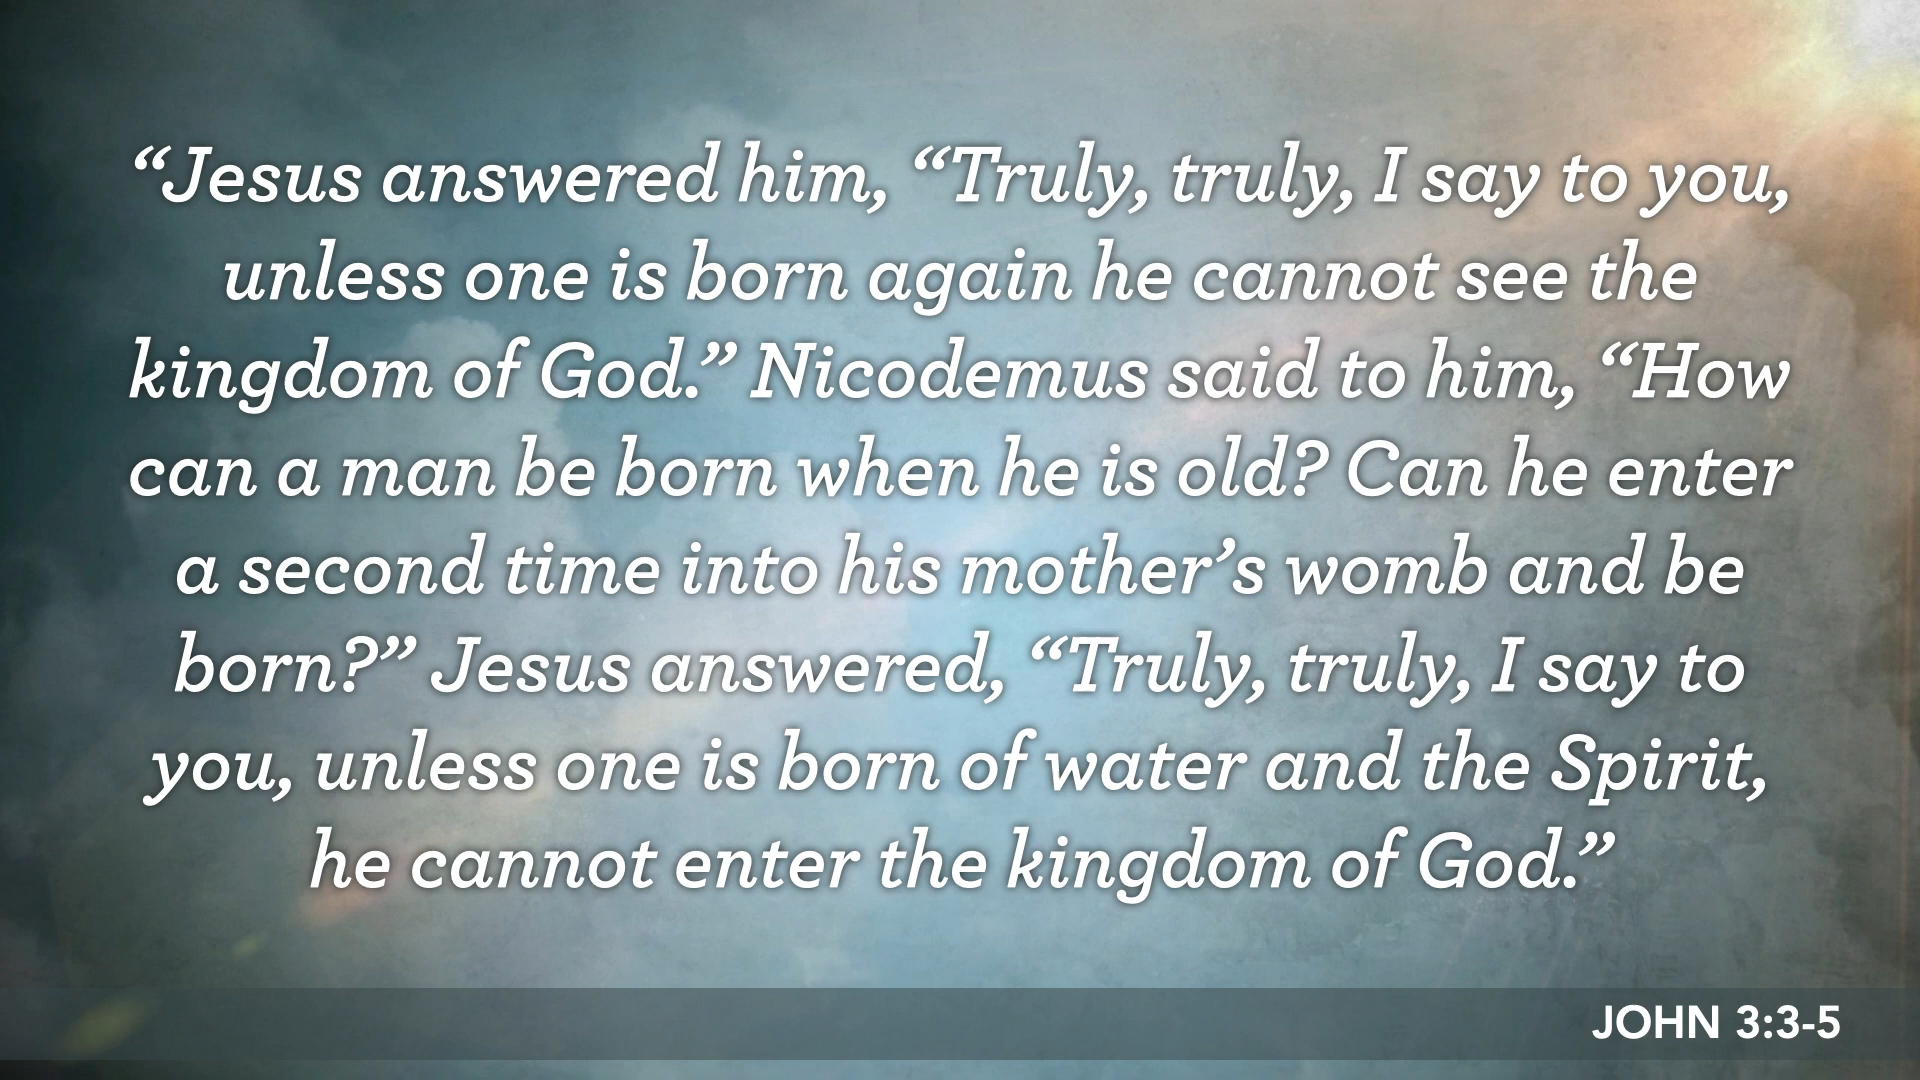 “Jesus answered him, “Truly, truly, I say to you,
unless one is born again he cannot see the
kingdom of God.” Nicodemus said to him, “How
can a man be born when he is old? Can he enter
a second time into his mother’s womb and be
born?” Jesus answered, “Truly, truly, I say to
you, unless one is born of water and the Spirit,
he cannot enter the kingdom of God.”
JOHN 3:3-5